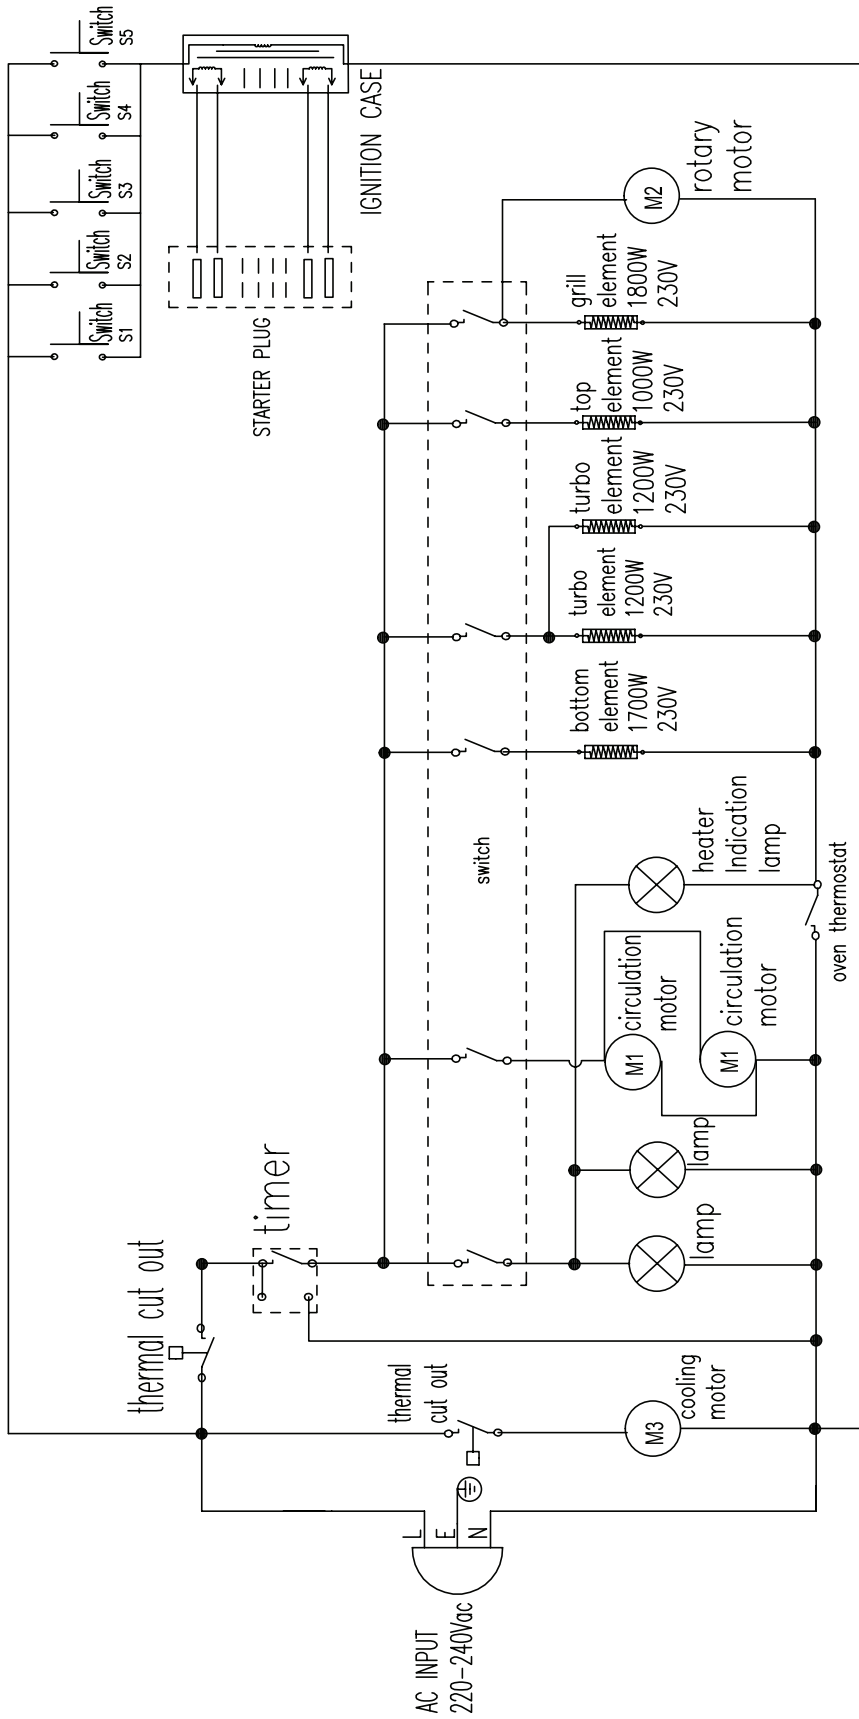 Switch
S1
Switch
S2
Switch
S3
Switch
S4
Switch
S5
STARTER PLUG
IGNITION CASE
thermal cut out
timer
AC INPUT
220-240Vac
L
E
N
thermal
cut out
M3
cooling
motor
switch
lamp
lamp
M1
circulation
motor
M1
circulation
motor
heater
Indication
lamp
oven thermostat
bottom
element
1700W
230V
turbo
element
1200W
230V
turbo
element
1200W
230V
top
element
1000W
230V
grill
element
1800W
230V
M2
rotary
motor